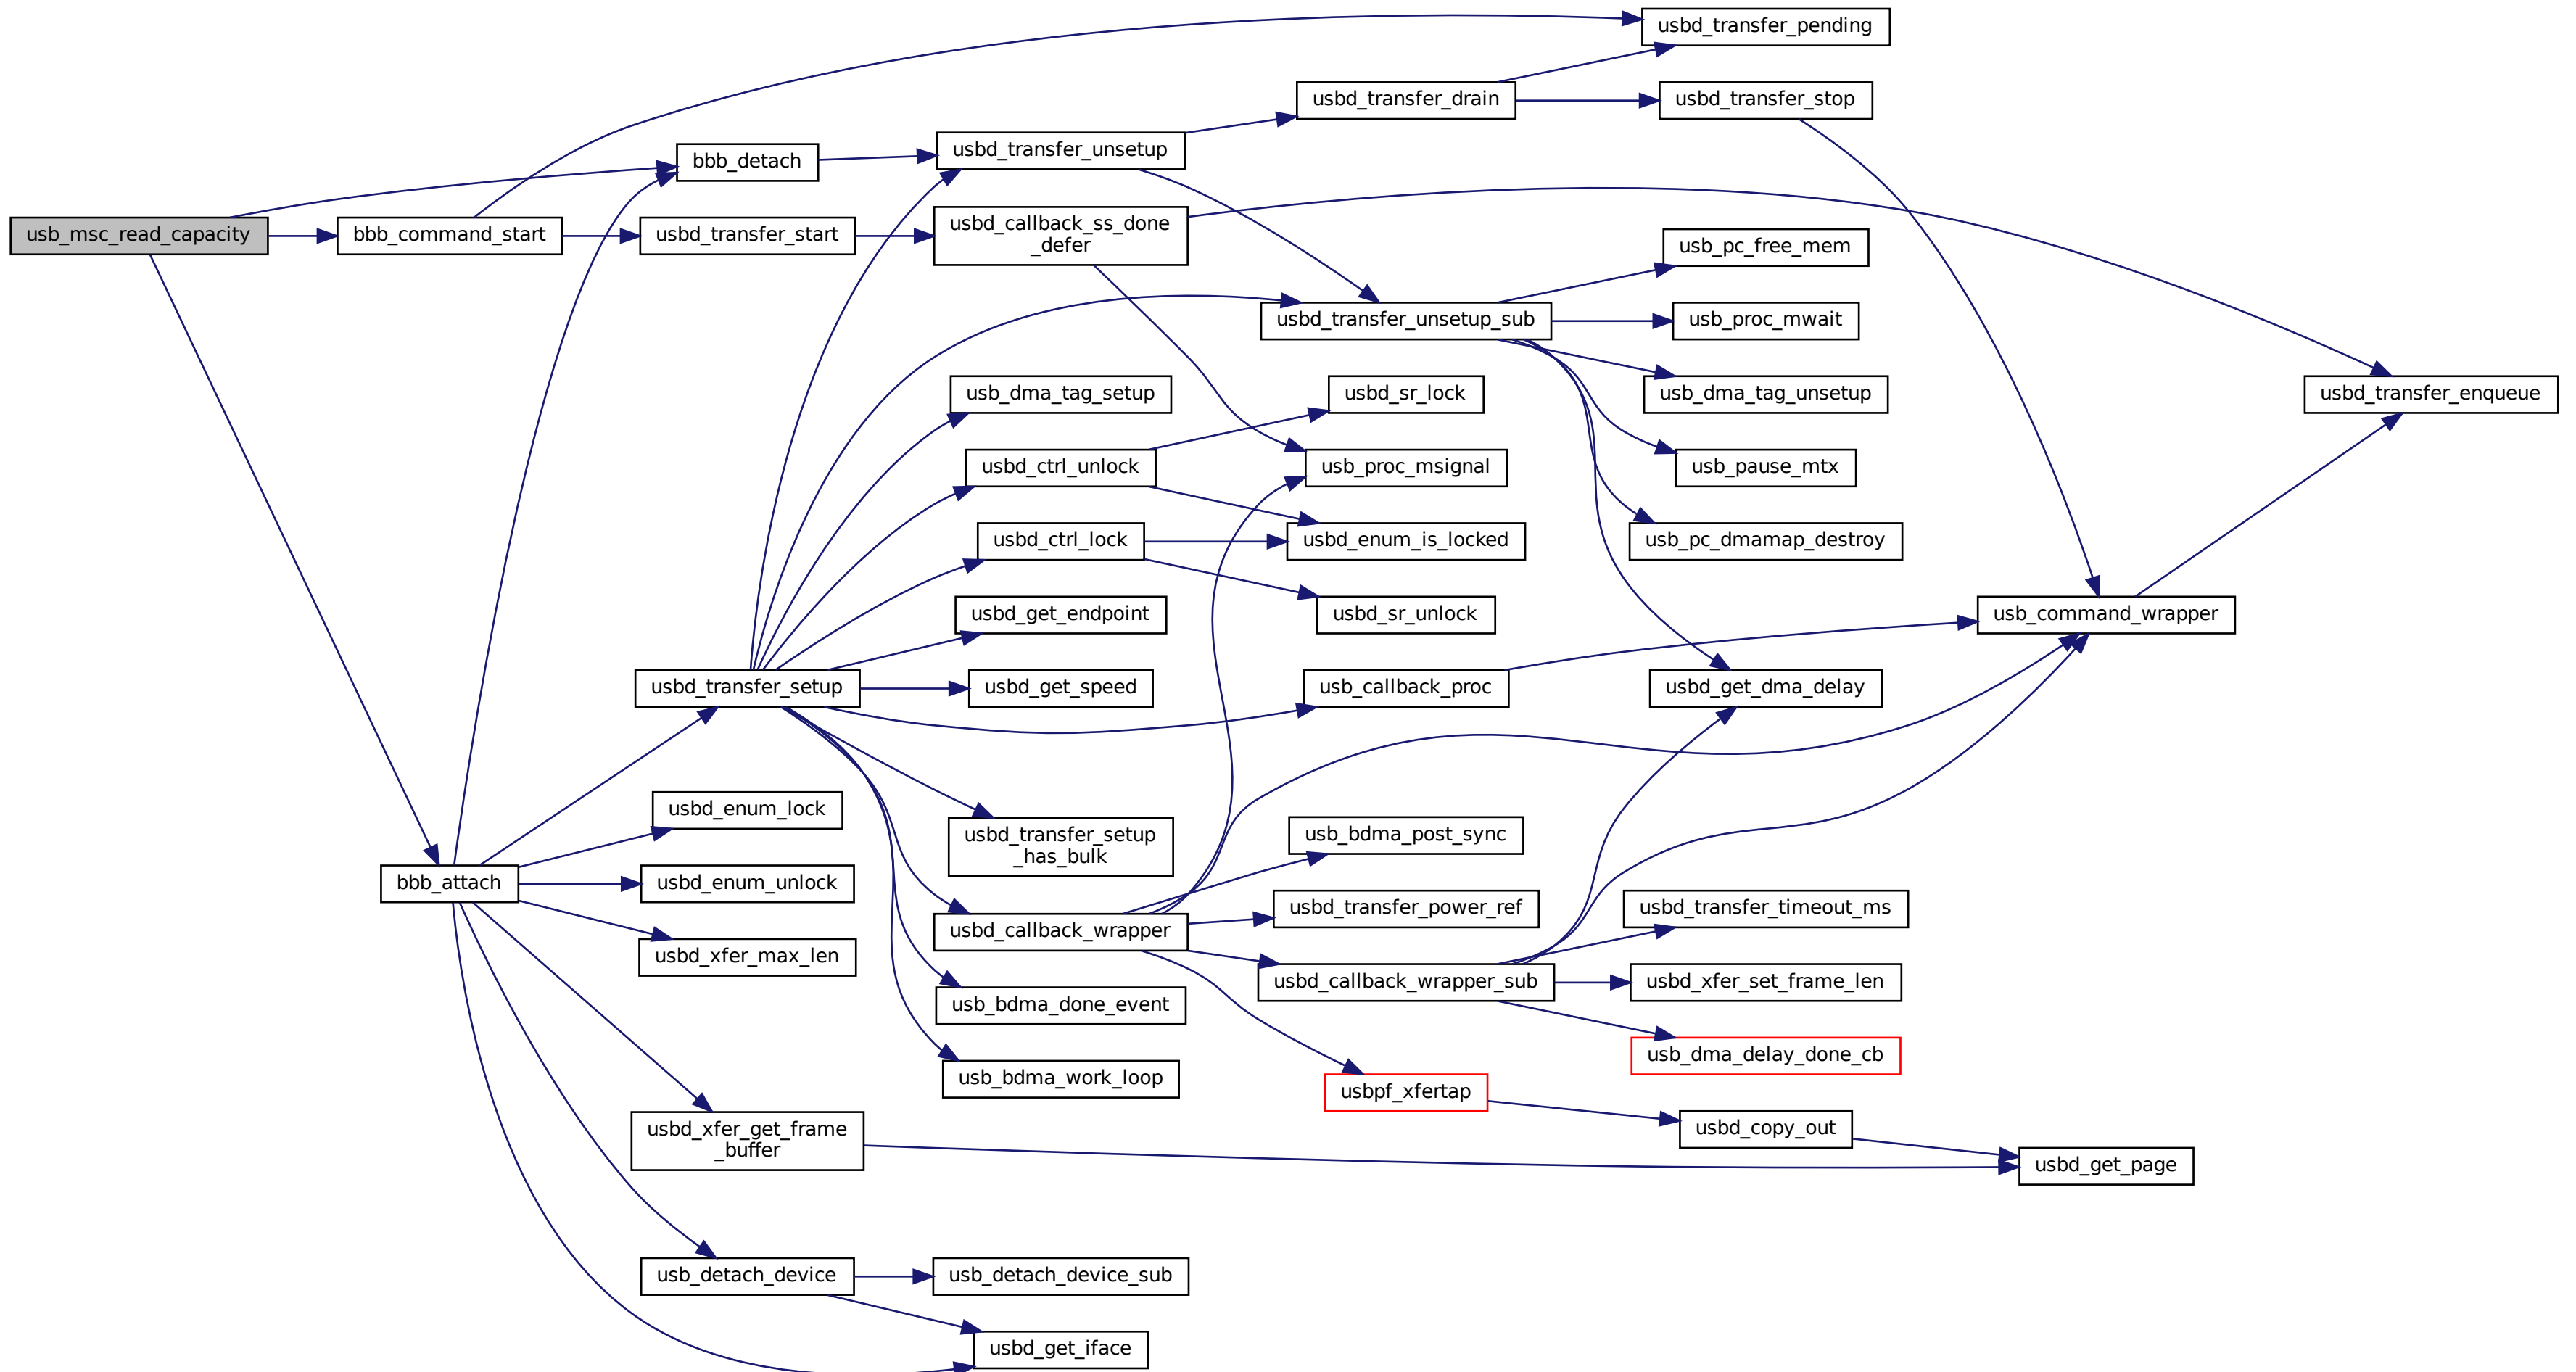 usbd_transfer_pending
usbd_transfer_drain
usbd_transfer_stop
usbd_transfer_unsetup
bbb_detach
usb_msc_read_capacity
bbb_command_start
usbd_transfer_start
usbd_callback_ss_done
_defer
usb_pc_free_mem
usbd_transfer_unsetup_sub
usb_proc_mwait
usb_dma_tag_setup
usbd_sr_lock
usb_dma_tag_unsetup
usbd_transfer_enqueue
usbd_ctrl_unlock
usb_proc_msignal
usb_pause_mtx
usbd_ctrl_lock
usbd_enum_is_locked
usb_pc_dmamap_destroy
usbd_get_endpoint
usbd_sr_unlock
usb_command_wrapper
usbd_transfer_setup
usbd_get_speed
usb_callback_proc
usbd_get_dma_delay
usbd_enum_lock
usbd_transfer_setup
_has_bulk
usb_bdma_post_sync
bbb_attach
usbd_enum_unlock
usbd_transfer_power_ref
usbd_transfer_timeout_ms
usbd_callback_wrapper
usbd_xfer_max_len
usbd_callback_wrapper_sub
usbd_xfer_set_frame_len
usb_bdma_done_event
usb_dma_delay_done_cb
usb_bdma_work_loop
usbpf_xfertap
usbd_xfer_get_frame
_buffer
usbd_copy_out
usbd_get_page
usb_detach_device
usb_detach_device_sub
usbd_get_iface